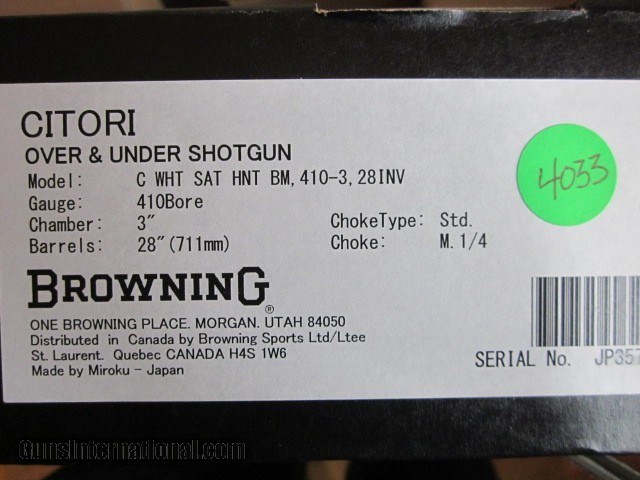 CITORI
OVER & UNDER SHOTGUN
Model: C WHT SAT HNT BM, 410-3, 28INV
Gauge: 410Bore
Chamber: 3"
ChokeType: Std.
Barrels: 28"(711mm)
Choke: M. 1/4
4033
BROWNING®
ONE BROWNING PLACE. MORGAN. UTAH 84050
Distributed in Canada by Browning Sports Ltd/Ltee
St. Laurent. Quebec CANADA H4S 1W6
Made by Miroku - Japan
SERIAL No. JP357
GunsInternational.com